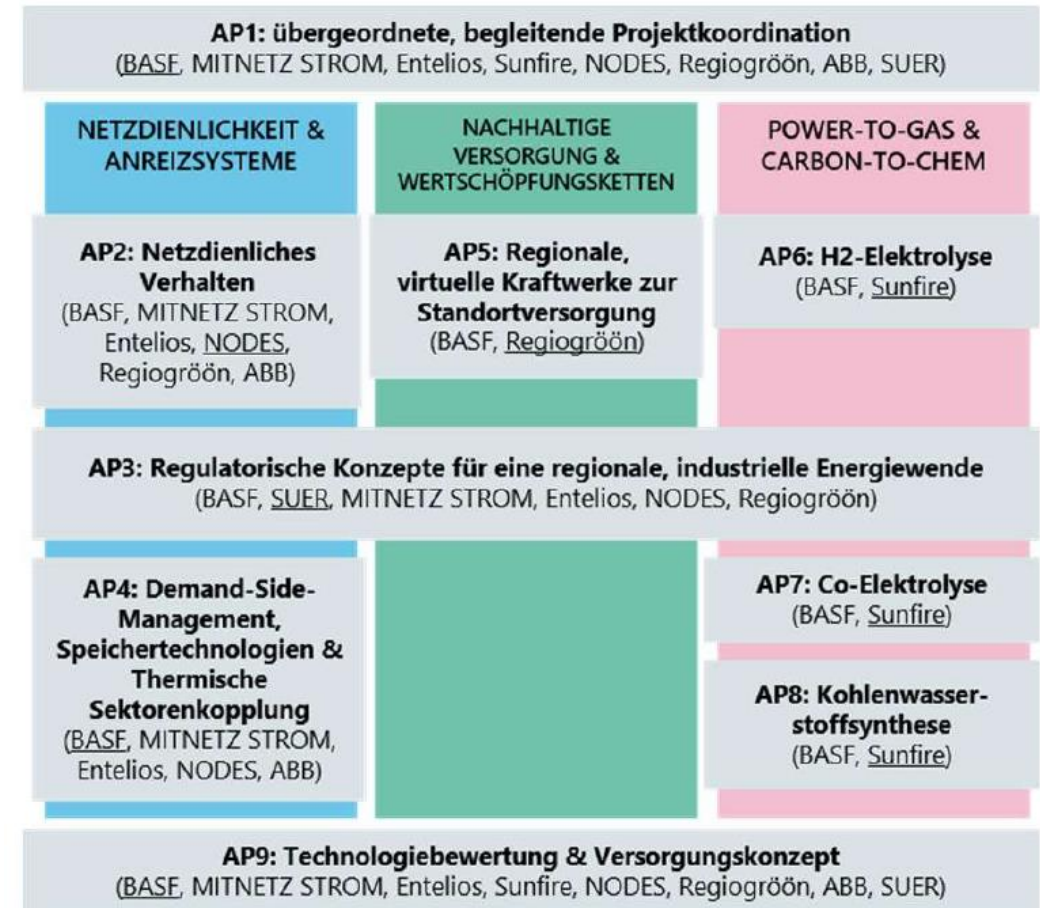 AP1: übergeordnete, begleitende Projektkoordination
(BASF, MITNETZ STROM, Entelios, Sunfire, NODES, Regiogröön, ABB, SUER)
NETZDIENLICHKEIT &
ANREIZSYSTEME
NACHHALTIGE
VERSORGUNG &
WERTSCHÖPFUNGSKETTEN
POWER-TO-GAS &
CARBON-TO-CHEM
AP2: Netzdienliches
Verhalten
(BASF, MITNETZ STROM,
Entelios, NODES,
Regiogröön, ABB)
AP5: Regionale,
virtuelle Kraftwerke zur
Standortversorgung
(BASF, Regiogröön)
AP6: H2-Elektrolyse
(BASF, Sunfire)
AP3: Regulatorische Konzepte für eine regionale, industrielle Energiewende
(BASF, SUER, MITNETZ STROM, Entelios, NODES, Regiogröön)
AP4: Demand-Side-
Management,
Speichertechnologien &
Thermische
Sektorenkopplung
(BASF, MITNETZ STROM,
Entelios, NODES, ABB)
AP7: Co-Elektrolyse
(BASF, Sunfire)
AP8: Kohlenwasser-
stoffsynthese
(BASF, Sunfire)
AP9: Technologiebewertung & Versorgungskonzept
(BASF, MITNETZ STROM, Entelios, Sunfire, NODES, Regiogröön, ABB, SUER)